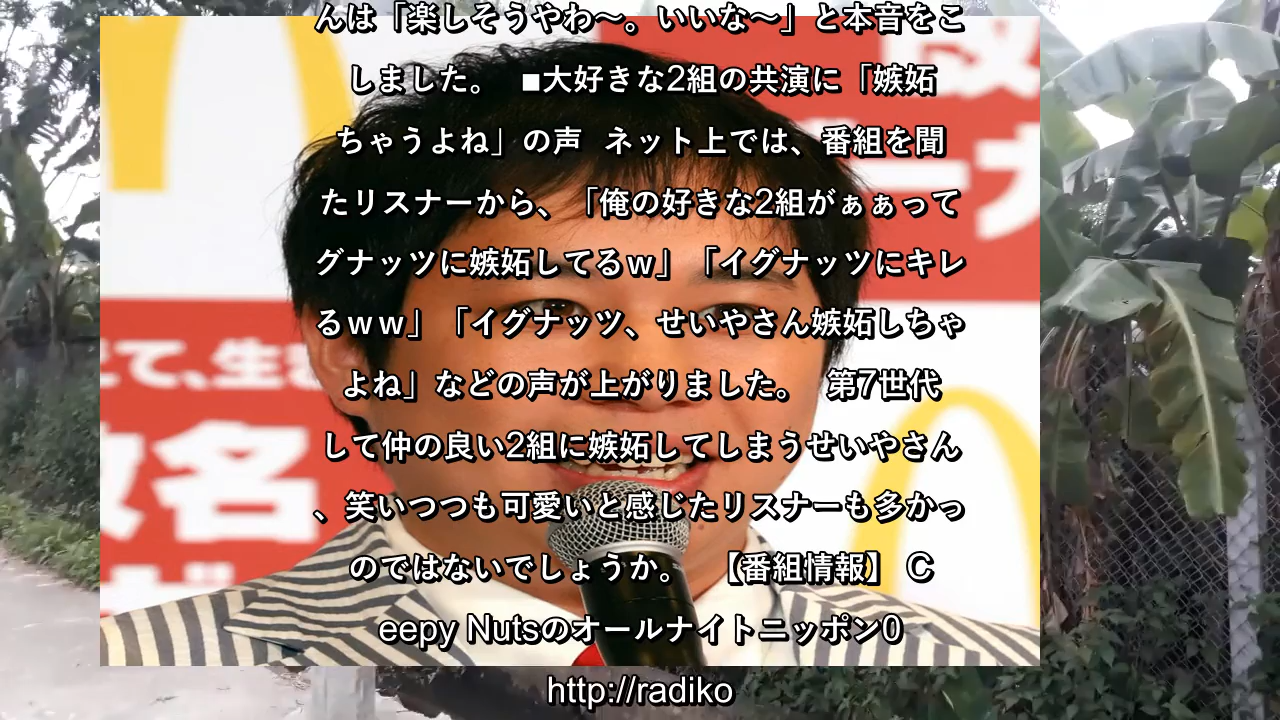 んは「楽しそうやわ〜。いいな〜」と本音をこ
しました。 ■大好きな2組の共演に「嫉妬
ちゃうよね」の声 ネット上では、番組を聞
たリスナーから、「俺の好きな2組がぁぁって
グナッツに嫉妬してるw」「イグナッツにキレ
るｗｗ」「イグナッツ、せいやさん嫉妬しちゃ
よね」などの声が上がりました。 第7世代
して仲の良い2組に嫉妬してしまうせいやさん
、笑いつつも可愛いと感じたリスナーも多かっ
のではないでしょうか。 【番組情報】 C
eepy Nutsのオールナイトニッポン0
http://radiko
て、生き
名